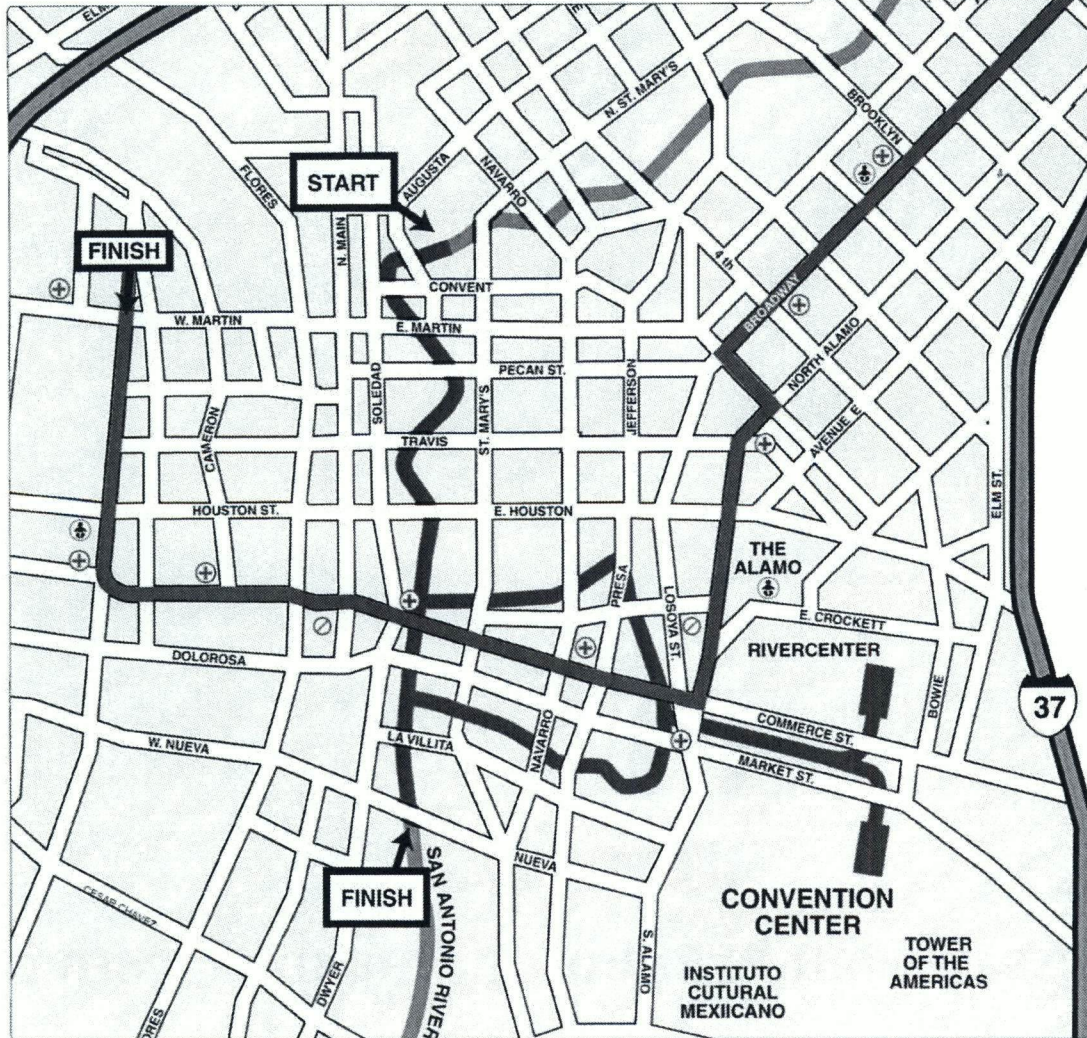 ELM
N. ST. MARY'S
BROOKLYN
FLORES
START
AUGUSTA
NAVARRO
N. MAIN
FINISH
4 th
CONVENT
BROADWAY
W. MARTIN
E. MARTIN
NORTH ALAMO
PECAN ST.
SOLEDAD
ST. MARY'S
JEFFERSON
CAMERON
TRAVIS
AVENUE E
ELM ST.
HOUSTON ST.
E. HOUSTON
THE
ALAMO
PRESA
LOSOYA ST.
E. CROCKETT
RIVERCENTER
DOLOROSA
BOWIE
37
COMMERCE ST.
W. NUEVA
LA VILLITA
NAVARRO
MARKET ST.
NUEVA
FINISH
SAN ANTONIO RIVER
CESAR CHAVEZ
CONVENTION
CENTER
S. ALAMO
TOWER
OF THE
AMERICAS
INSTITUTO
CUTURAL
MEXIICANO
DWYER